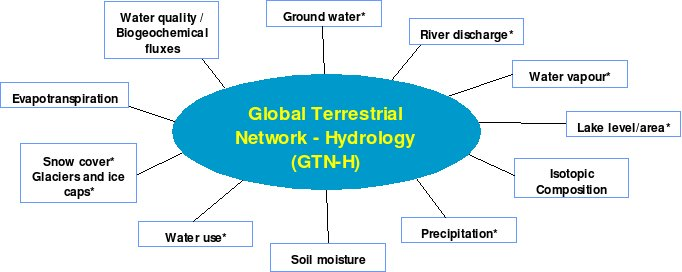 Water quality /
Biogeochemical
fluxes
Ground water*
River discharge*
Water vapour*
Evapotranspiration
Global Terrestrial
Network - Hydrology
(GTN-H)
Lake level/area*
Snow cover*
Glaciers and ice
caps*
Isotopic
Composition
Water use*
Precipitation*
Soil moisture